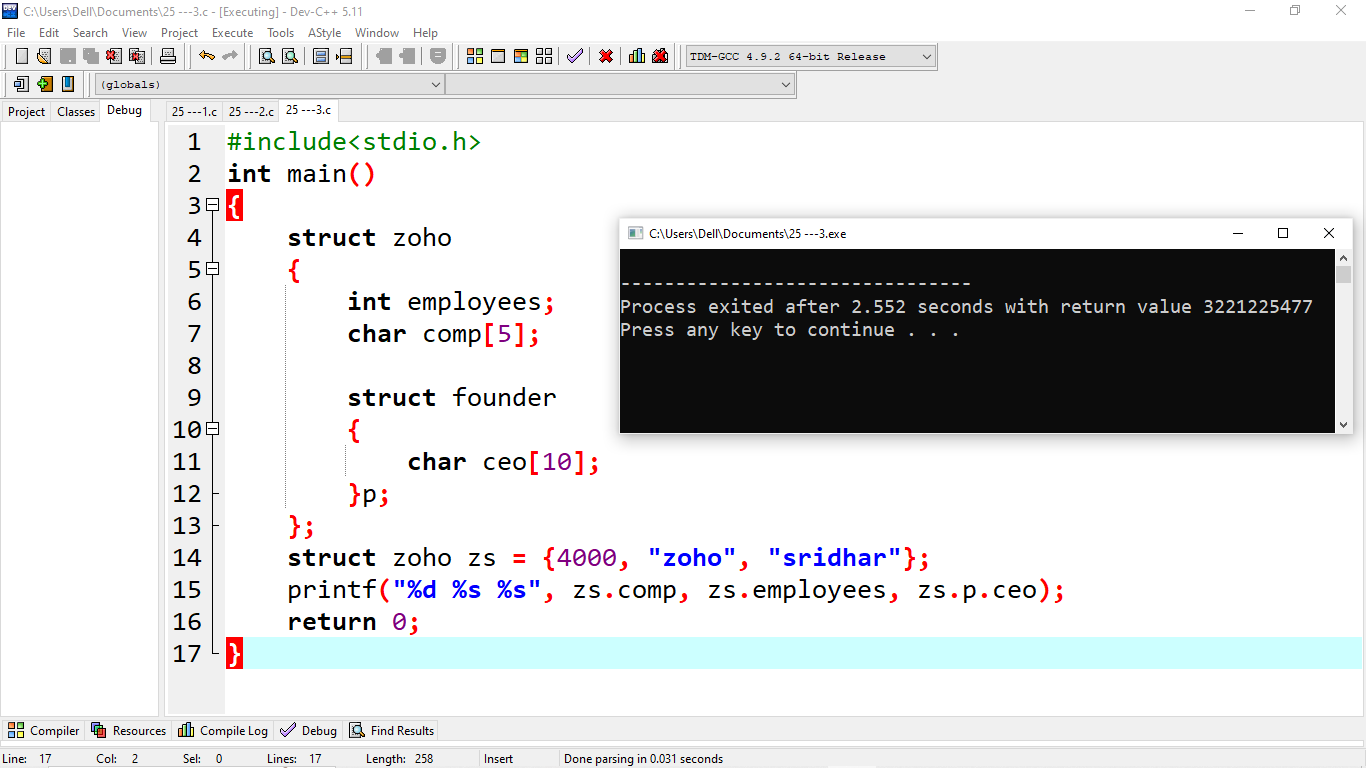 C:\Users\Dell\Documents\25 ---3.c - [Executing] - Dev-C++ 5.11
File Edit Search View Project Execute Tools AStyle Window Help
TDM-GCC 4.9.2 64-bit Release
(globals)
Project Classes Debug 25 ---1.c 25 ---2.c 25 ---3.c
1 #include<stdio.h>
2 int main()
3 {
4 struct zoho
5 {
6 int employees;
7 char comp[5];
8
9 struct founder
10 {
11 char ceo[10];
12 }p;
13 };
14 struct zoho zs = {4000, "zoho", "sridhar"};
15 printf("%d %s %s", zs.comp, zs.employees, zs.p.ceo);
16 return 0;
17 }
C:\Users\Dell\Documents\25 ---3.exe
--------------------------------
Process exited after 2.552 seconds with return value 3221225477
Press any key to continue . . .
Compiler Resources Compile Log Debug Find Results
Line: 17 Col: 2 Sel: 0 Lines: 17 Length: 258 Insert Done parsing in 0.031 seconds